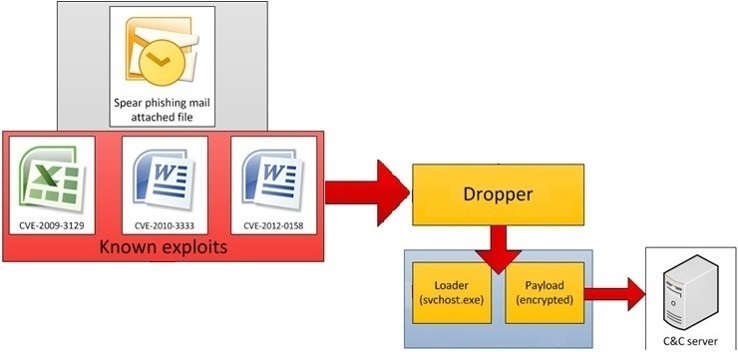 Spear phishing mail
attached file
CVE-2009-3129
CVE-2010-3333
CVE-2012-0158
Known exploits
Dropper
Loader
(svchost.exe)
Payload
(encrypted)
C&C server